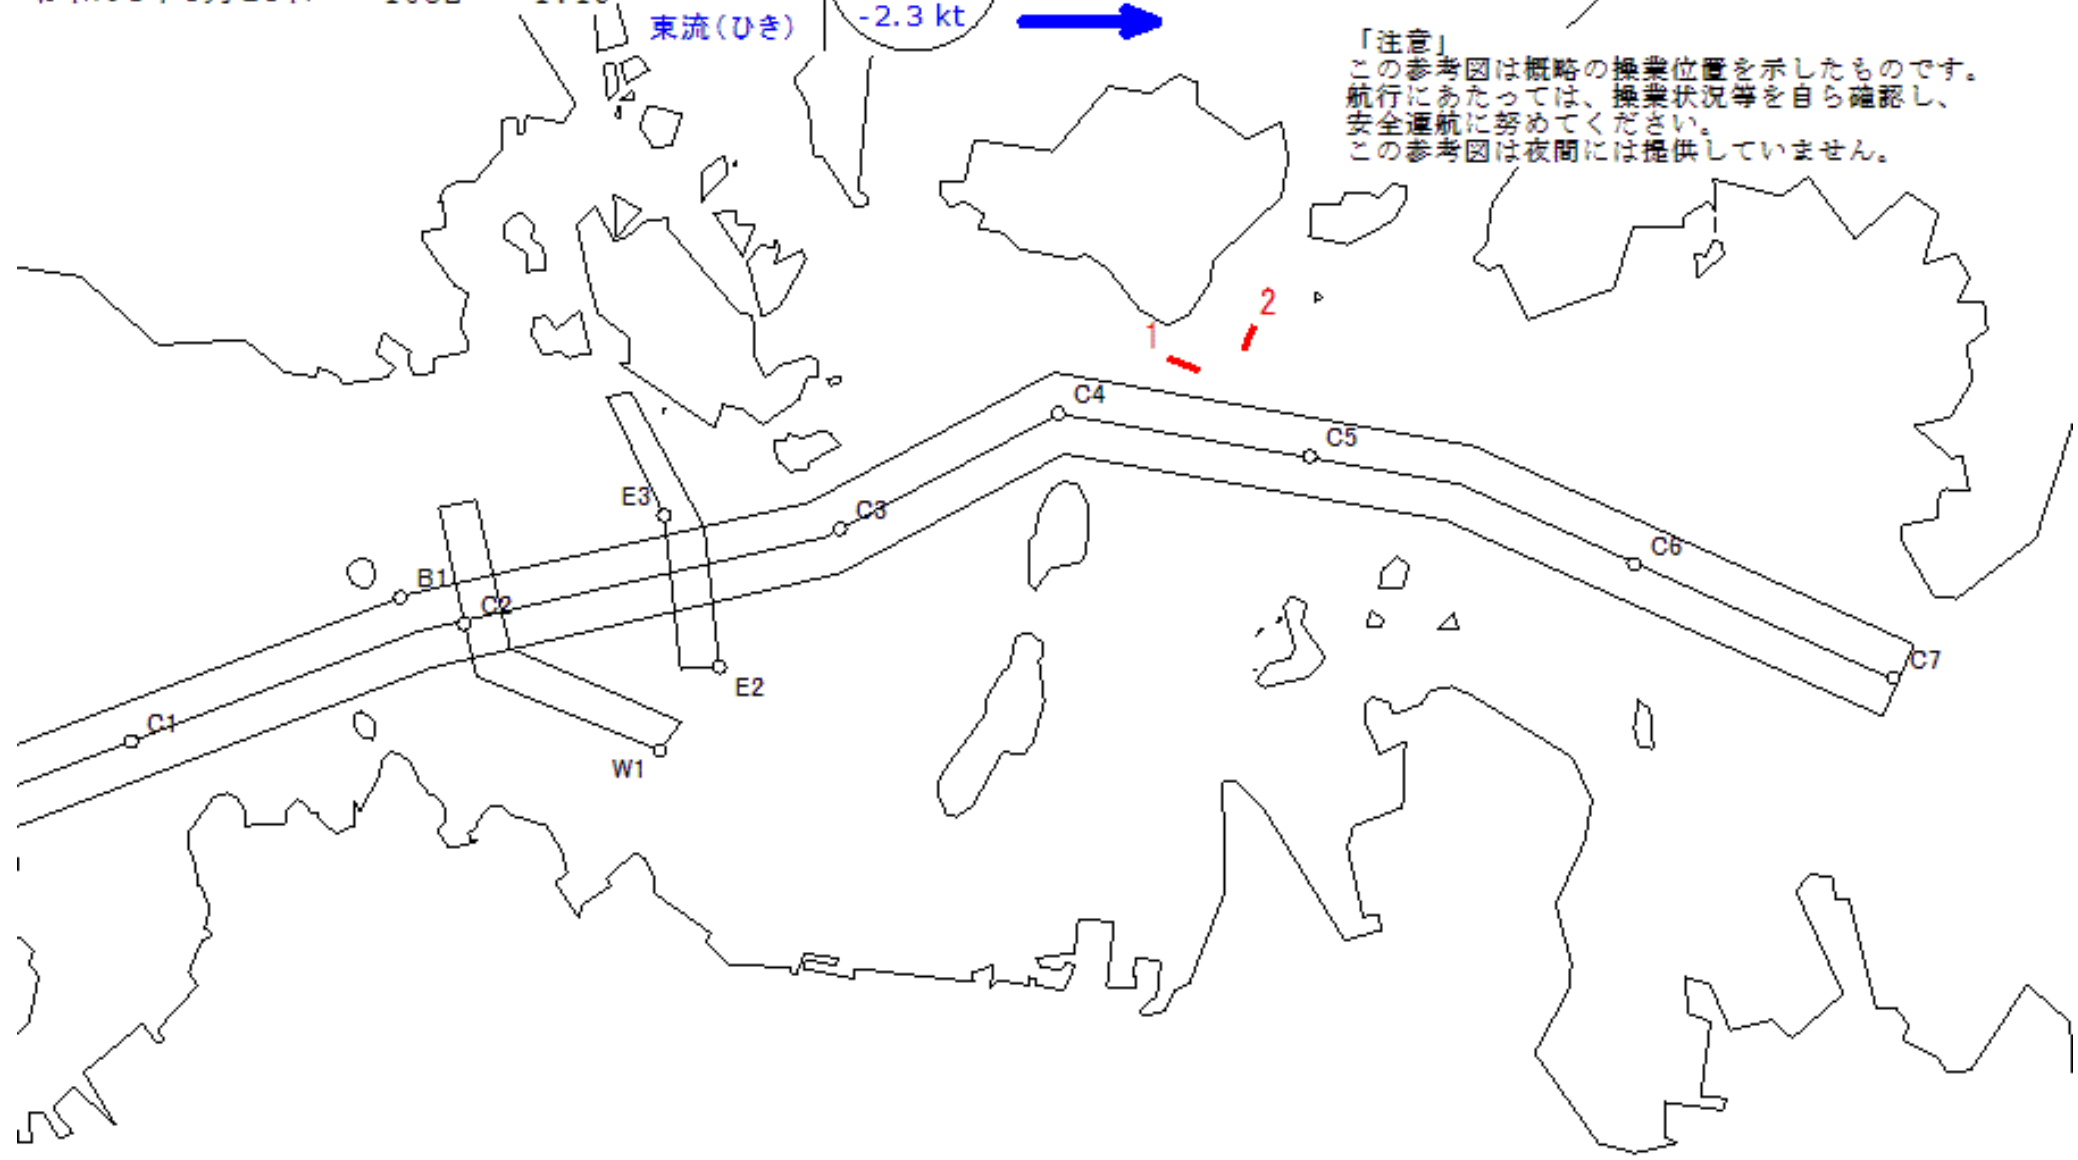 東流(ひき)
-2.3 kt
「注意」
この参考図は概略の操業位置を示したものです。
航行にあたっては、操業状況等を自ら確認し、
安全運航に努めてください。
この参考図は夜間には提供していません。
2
1
C4
C5
E3
C3
C6
B1
C2
C7
E2
C1
W1